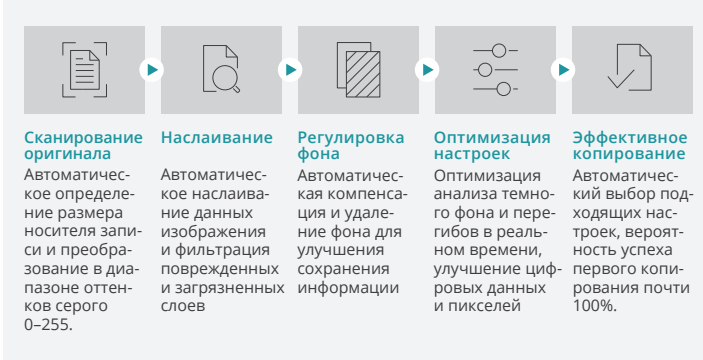 Сканирование
оригинала
Автоматичес-
кое определе-
ние размера
носителя запи-
си и преобра-
зование в диа-
пазоне оттен-
ков серого
0–255.
Наслаивание
Автоматичес-
кое наслаива-
ние данных
изображения
и фильтрация
поврежденных
и загрязненных
слоев
Регулировка
фона
Автоматичес-
кая компенса-
ция и удале-
ние фона для
улучшения
сохранения
информации
Оптимизация
настроек
Оптимизация
анализа темно-
го фона и пере-
гибов в реаль-
ном времени,
улучшение циф-
ровых данных
и пикселей
Эффективное
копирование
Автоматичес-
кий выбор под-
ходящих нас-
троек, вероят-
ность успеха
первого копи-
рования почти
100%.